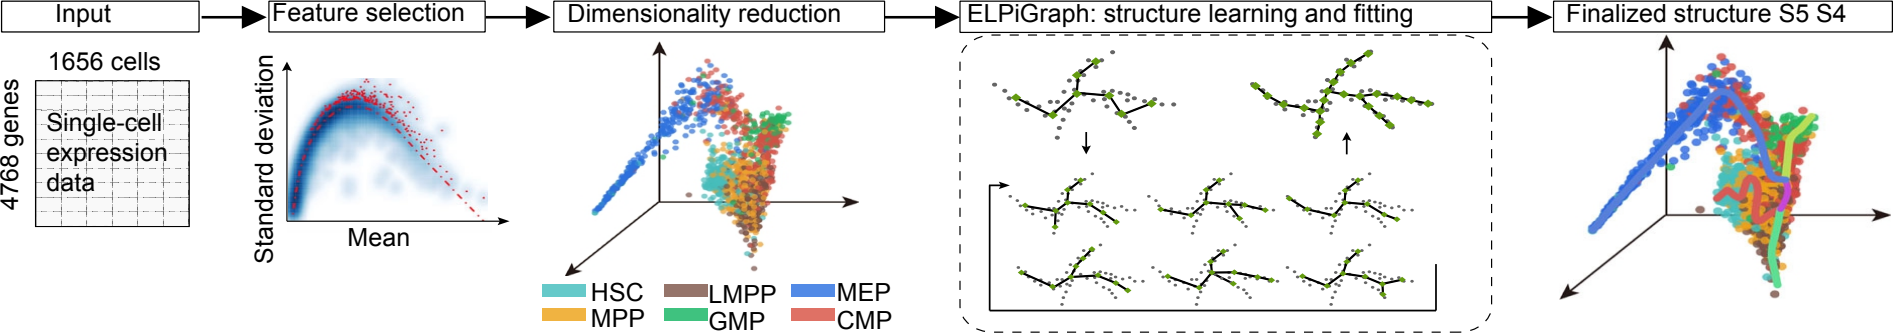 Input
Feature selection
Dimensionality reduction
ELPiGraph: structure learning and fitting
Finalized structure S5 S4
1656 cells
4768 genes
Single-cell
expression
data
Standard deviation
Mean
HSC
LMPP
MEP
MPP
GMP
CMP